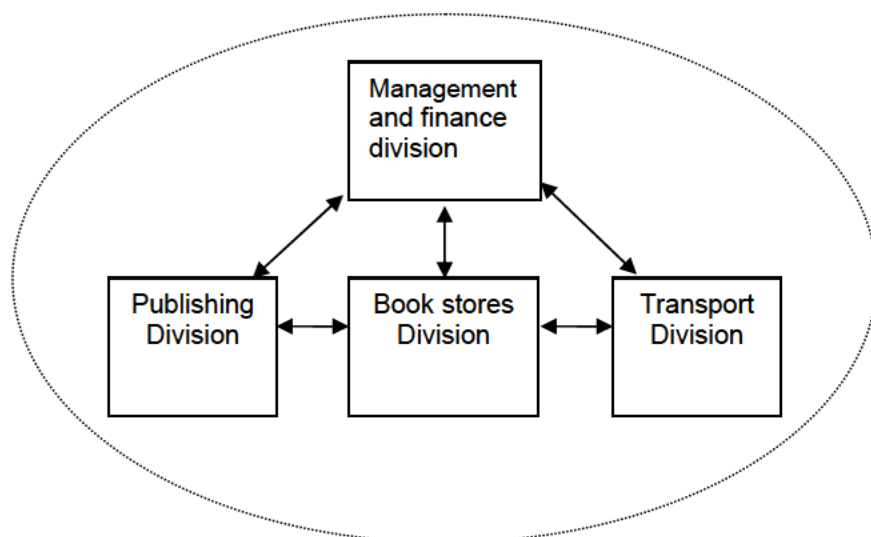 Management
and finance
division
Publishing
Division
Book stores
Division
Transport
Division